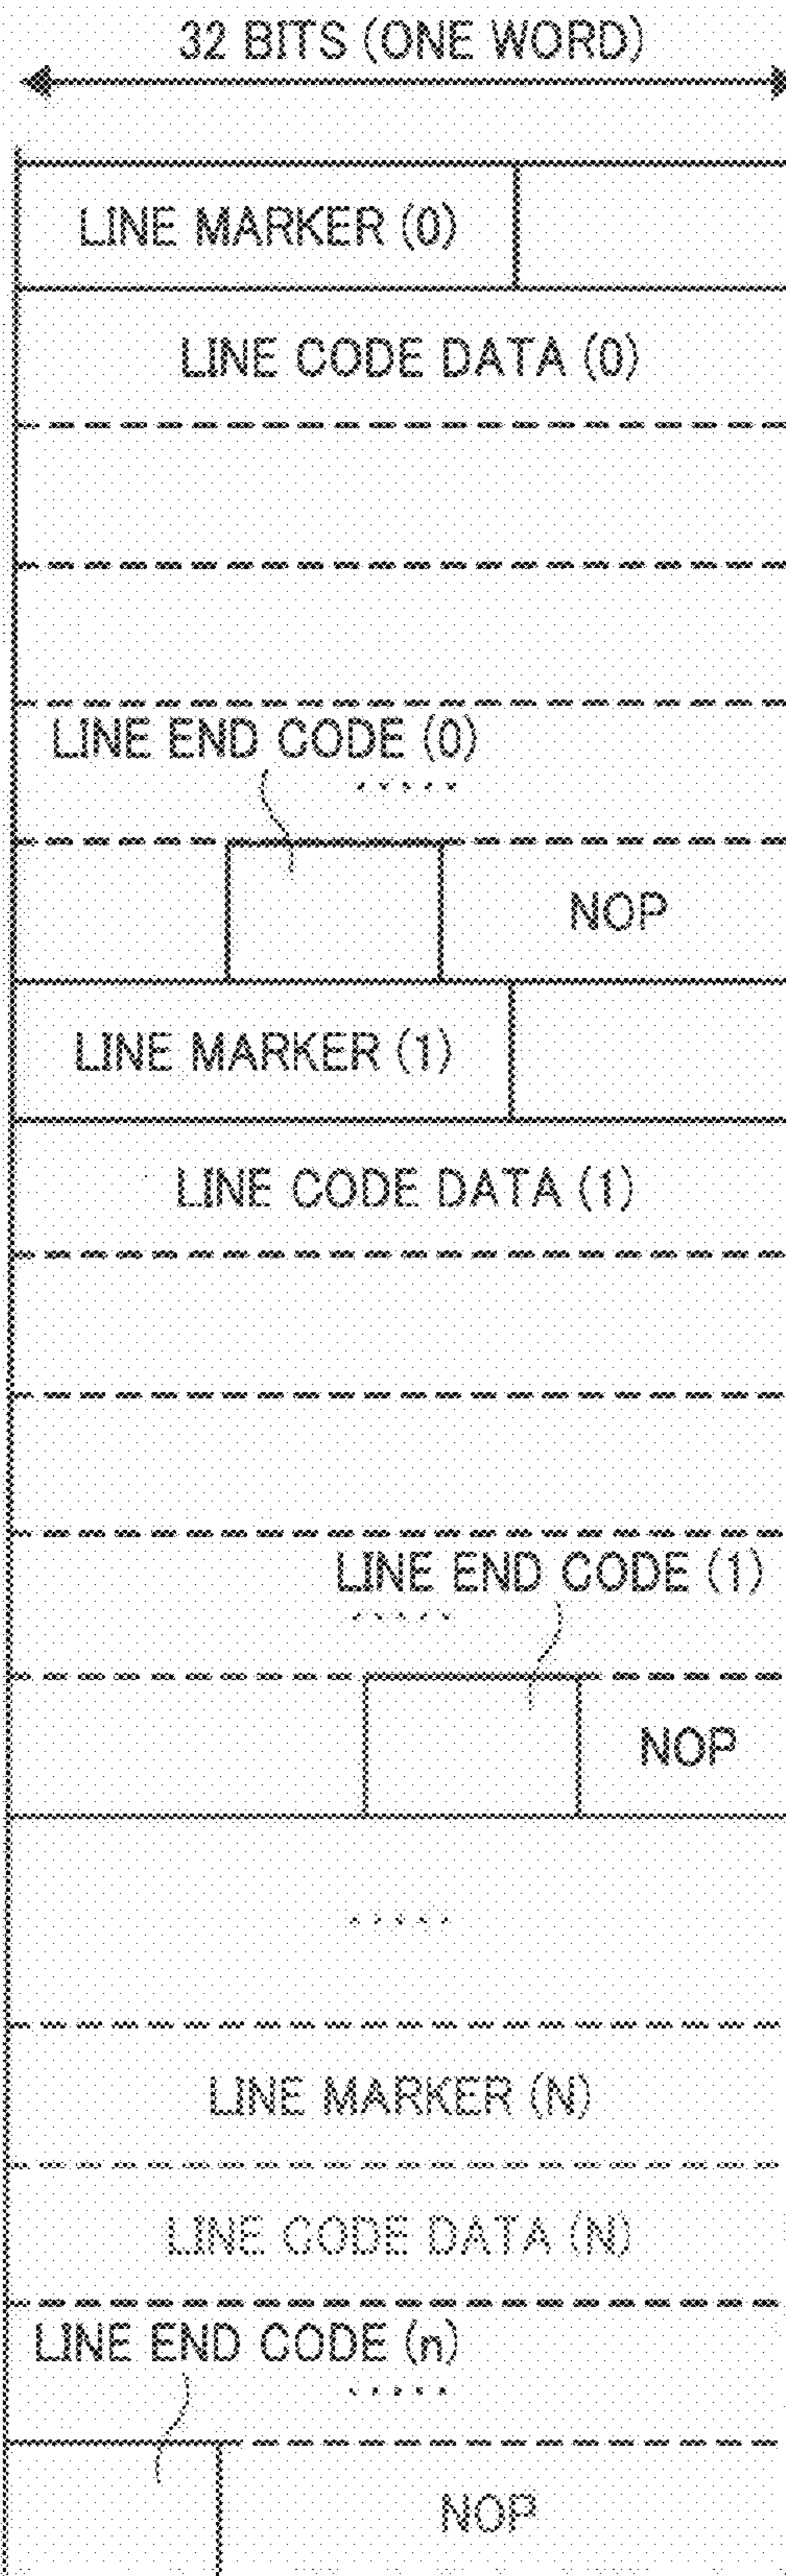 32 BITS (ONE WORD)
LINE MARKER (0)
LINE CODE DATA (0)
LINE END CODE (0)
.....
NOP
LINE MARKER (1)
LINE CODE DATA (1)
LINE END CODE (1)
.....
NOP
.....
LINE MARKER (N)
LINE CODE DATA (N)
LINE END CODE (n)
.....
NOP